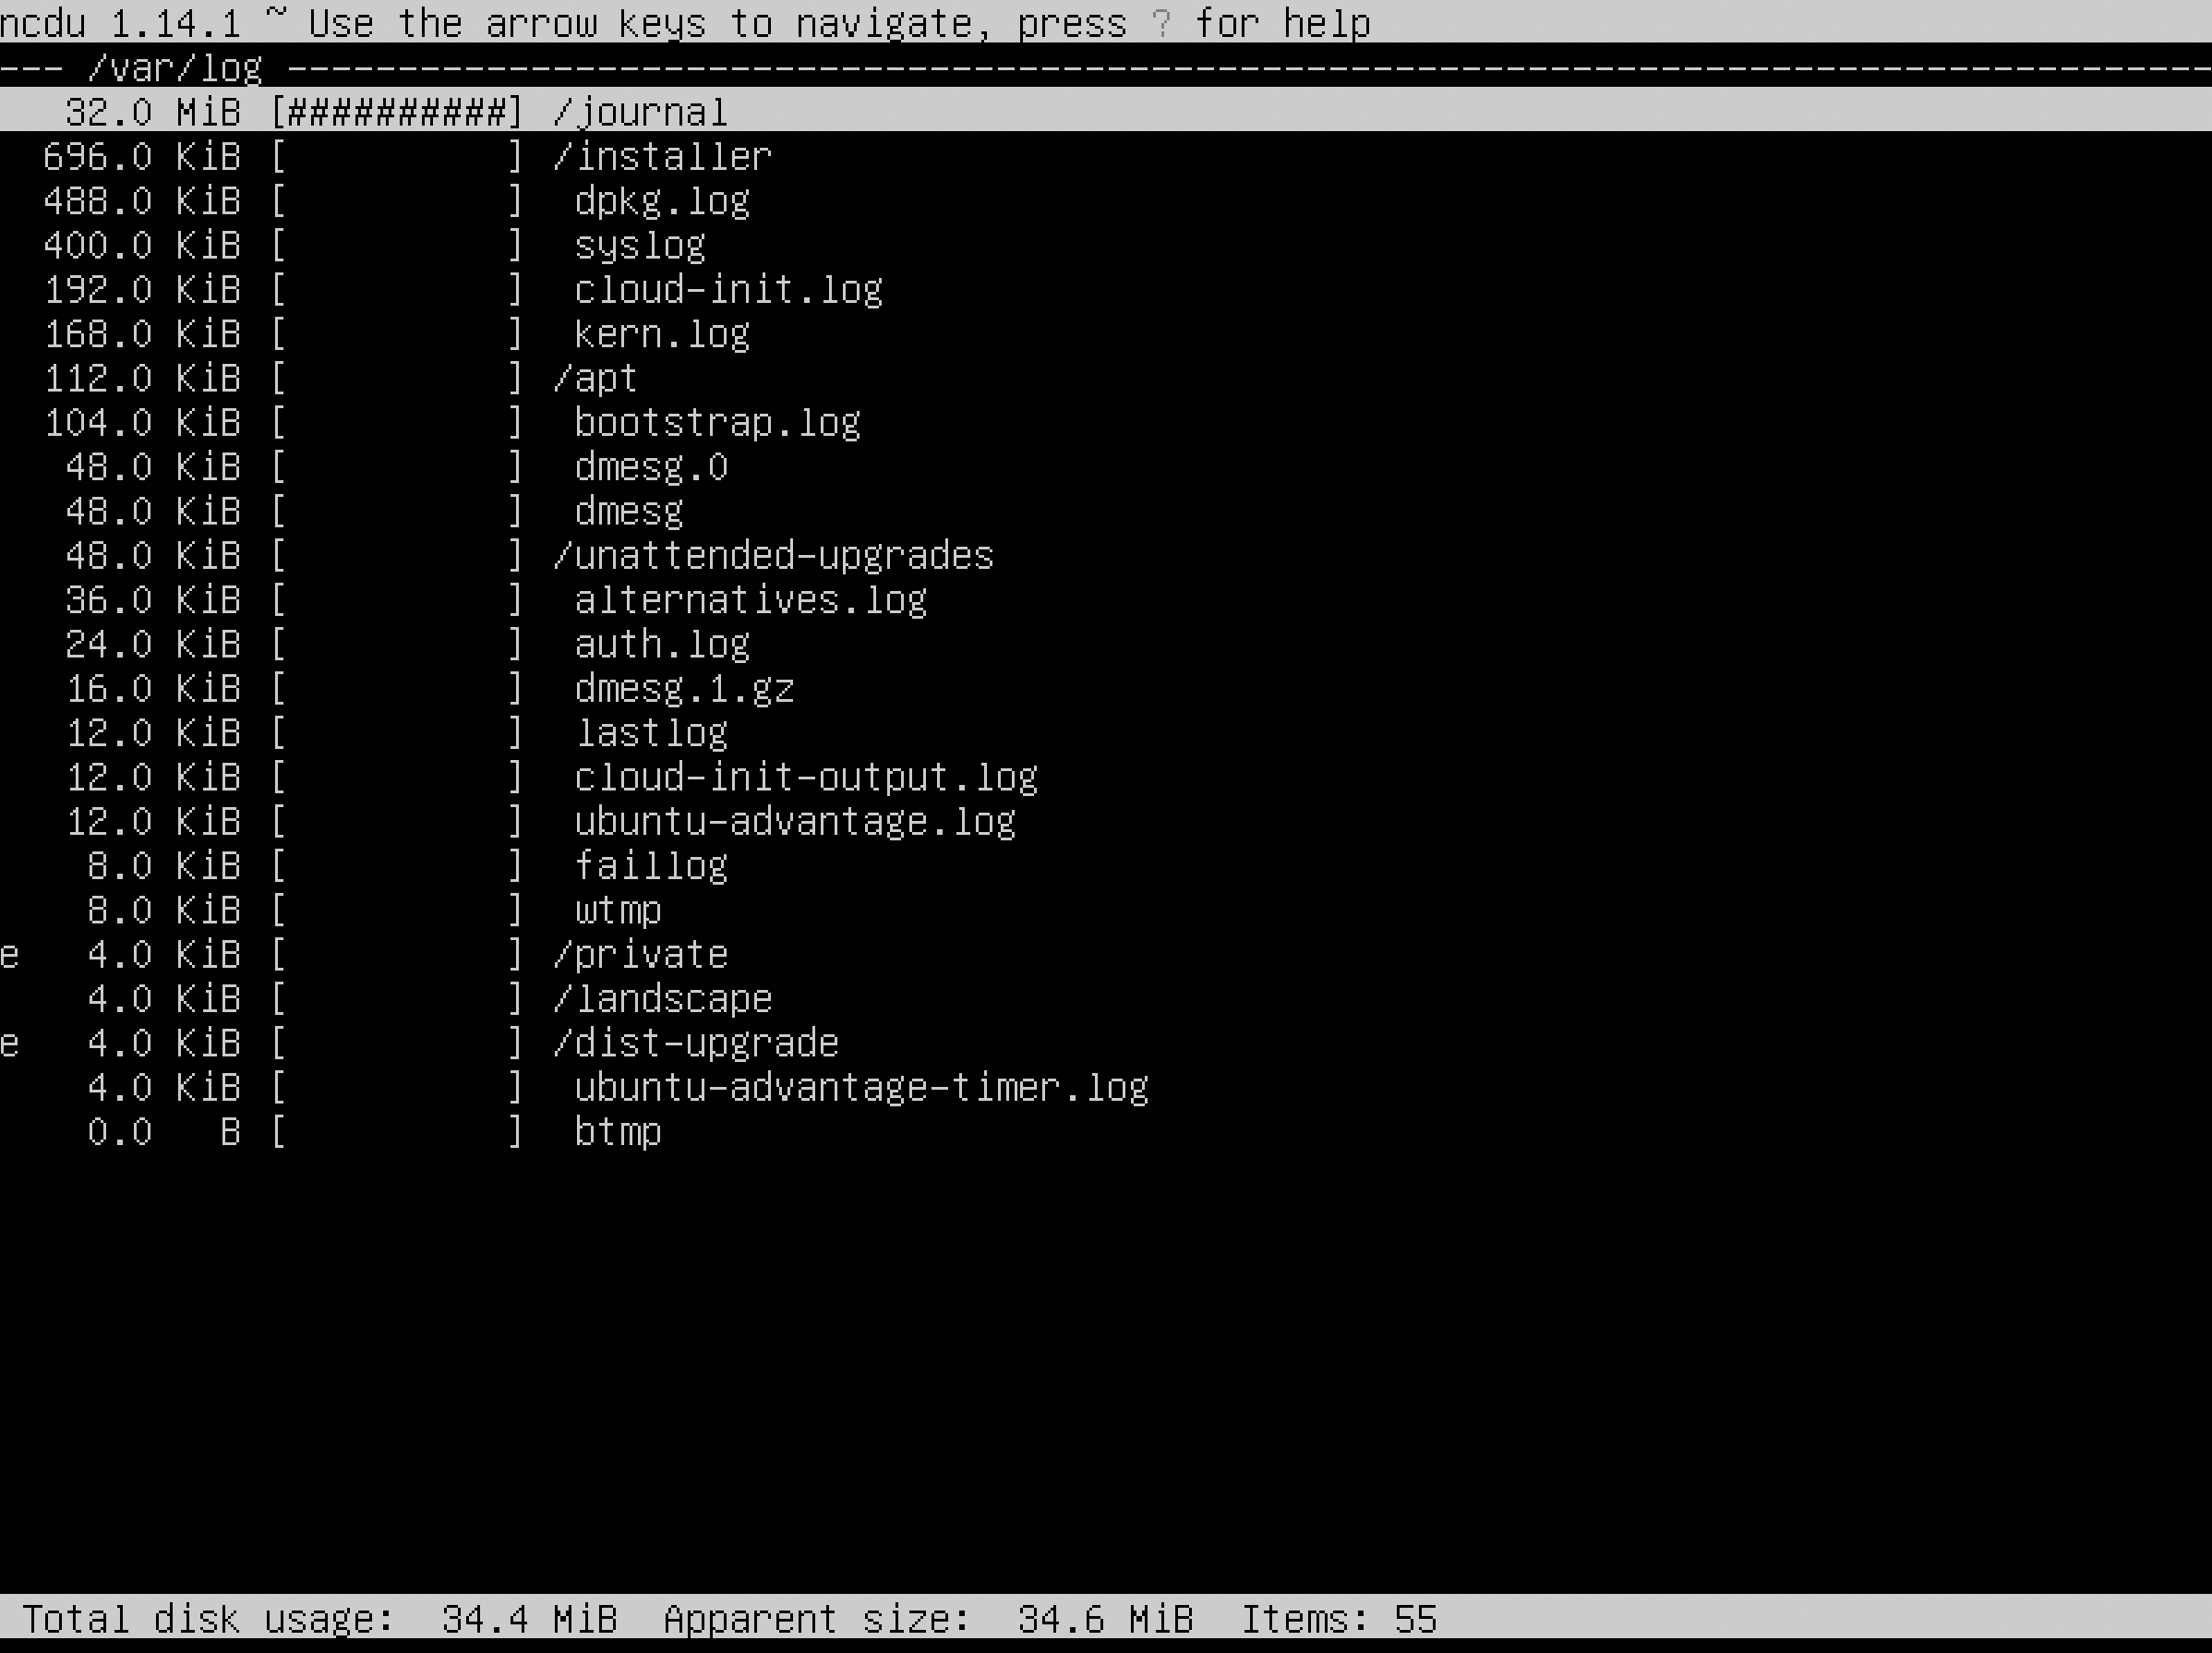 ncdu 1.14.1 ~ Use the arrow keys to navigate, press ? for help
--- /var/log ---------------------------------------------------------------------------------------
   32.0 MiB [##########] /journal
  696.0 KiB [          ] /installer
  488.0 KiB [          ]  dpkg.log
  400.0 KiB [          ]  syslog
  192.0 KiB [          ]  cloud-init.log
  168.0 KiB [          ]  kern.log
  112.0 KiB [          ] /apt
  104.0 KiB [          ]  bootstrap.log
   48.0 KiB [          ]  dmesg.0
   48.0 KiB [          ]  dmesg
   48.0 KiB [          ] /unattended-upgrades
   36.0 KiB [          ]  alternatives.log
   24.0 KiB [          ]  auth.log
   16.0 KiB [          ]  dmesg.1.gz
   12.0 KiB [          ]  lastlog
   12.0 KiB [          ]  cloud-init-output.log
   12.0 KiB [          ]  ubuntu-advantage.log
    8.0 KiB [          ]  faillog
    8.0 KiB [          ]  wtmp
e   4.0 KiB [          ] /private
    4.0 KiB [          ] /landscape
e   4.0 KiB [          ] /dist-upgrade
    4.0 KiB [          ]  ubuntu-advantage-timer.log
    0.0   B [          ]  btmp
 Total disk usage:  34.4 MiB  Apparent size:  34.6 MiB  Items: 55